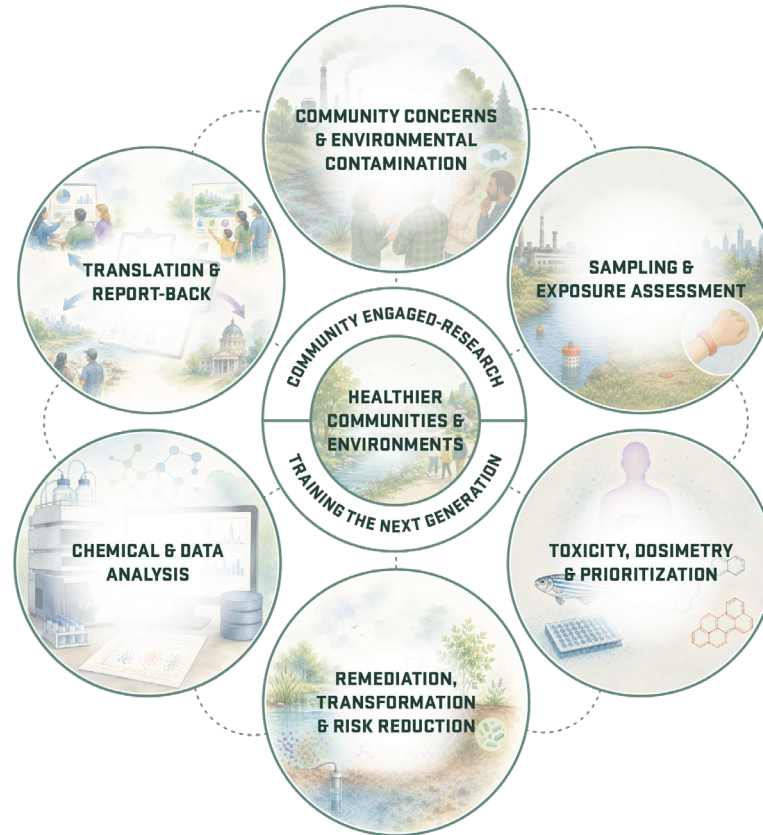 COMMUNITY CONCERNS
& ENVIRONMENTAL
CONTAMINATION
TRANSLATION &
REPORT-BACK
SAMPLING &
EXPOSURE ASSESSMENT
COMMUNITY ENGAGED-RESEARCH
HEALTHIER
COMMUNITIES &
ENVIRONMENTS
TRAINING THE NEXT GENERATION
CHEMICAL & DATA
ANALYSIS
TOXICITY, DOSIMETRY
& PRIORITIZATION
REMEDIATION,
TRANSFORMATION
& RISK REDUCTION